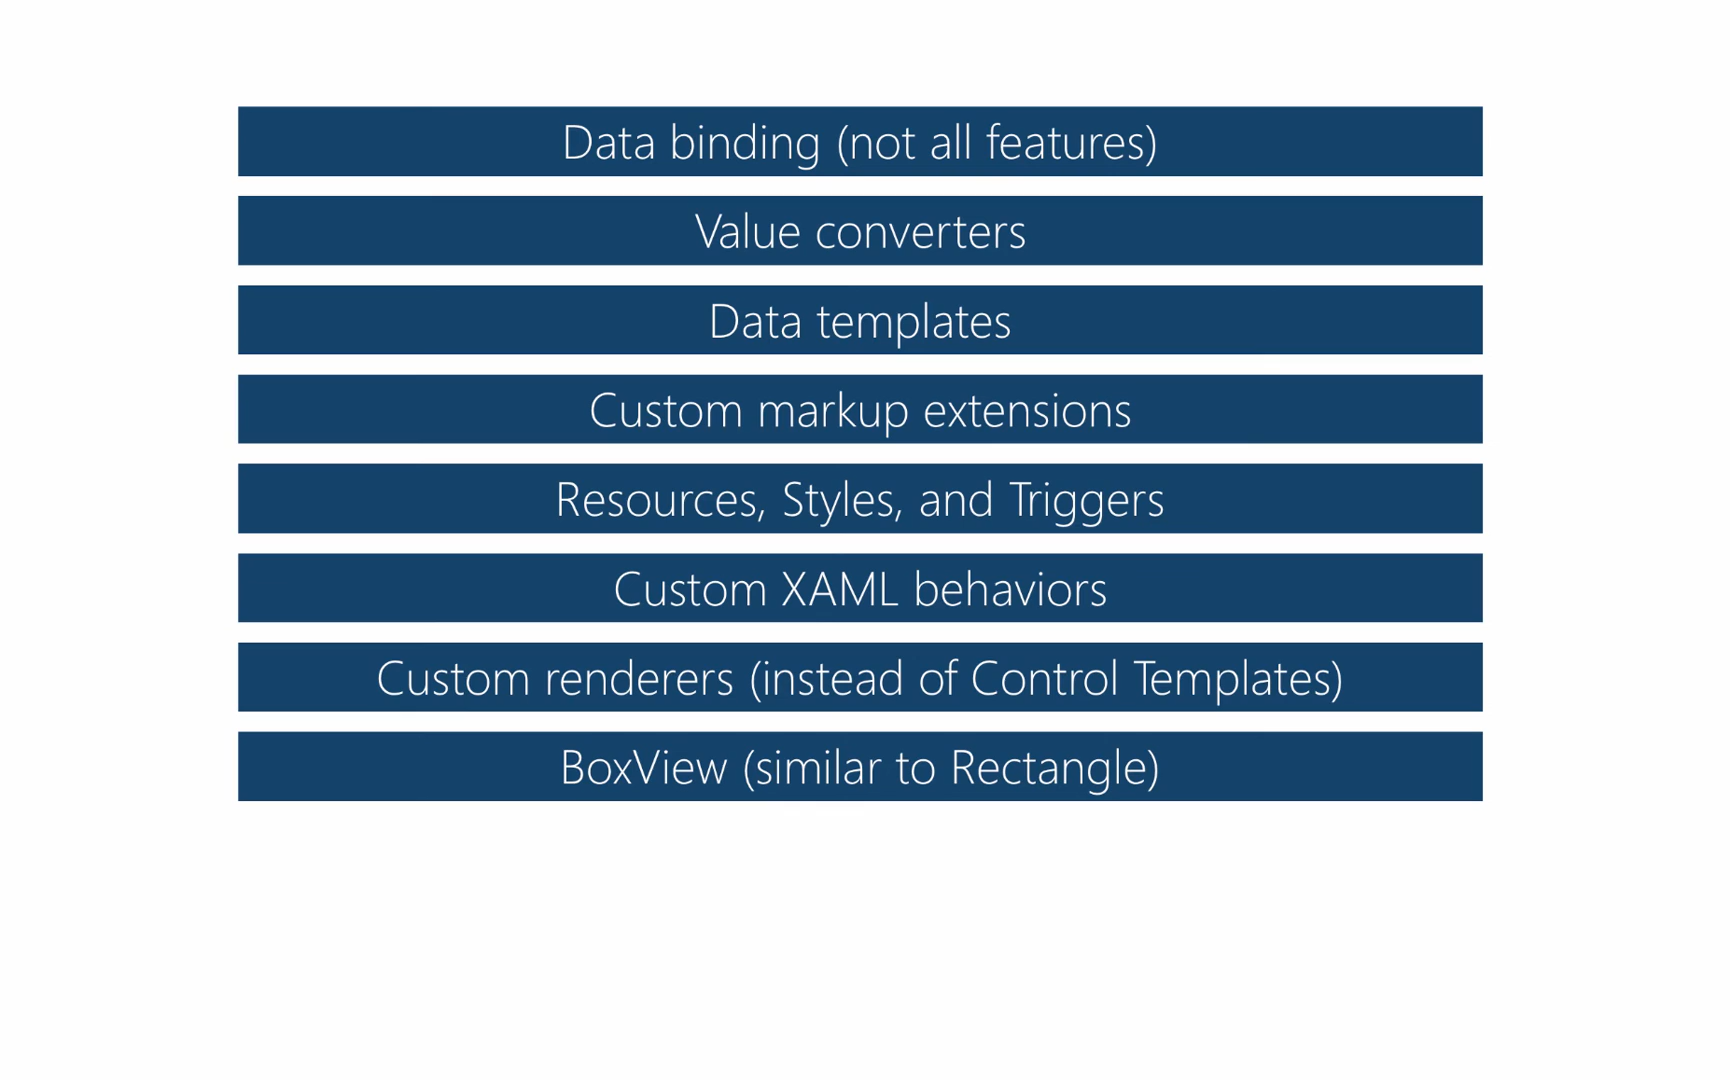 Data binding (not all features)
Value converters
Data templates
Custom markup extensions
Resources, Styles, and Triggers
Custom XAML behaviors
Custom renderers (instead of Control Templates)
BoxView (similar to Rectangle)